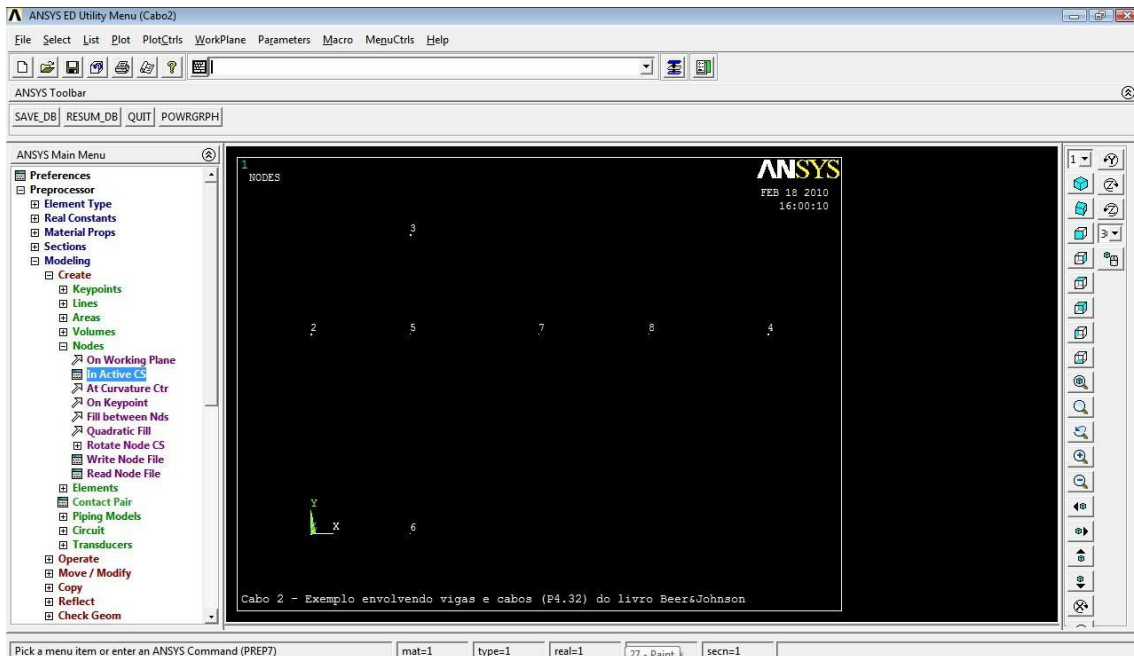 ANSYS ED Utility Menu (Cabo2)
File Select List Plot PlotCtrls WorkPlane Parameters Macro MenuCtrls Help
ANSYS Toolbar
SAVE_DB RESUM_DB QUIT POWRGRPH
ANSYS Main Menu
Preferences
Preprocessor
Element Type
Real Constants
Material Props
Sections
Modeling
Create
Keypoints
Lines
Areas
Volumes
Nodes
On Working Plane
In Active CS
At Curvature Ctr
On Keypoint
Fill between Nds
Quadratic Fill
Rotate Node CS
Write Node File
Read Node File
Elements
Contact Pair
Piping Models
Circuit
Transducers
Operate
Move / Modify
Copy
Reflect
Check Geom
1
NODES
ANSYS
FEB 18 2010
16:00:10
3
2 5 7 8 4
Y
X
6
Cabo 2 - Exemplo envolvendo vigas e cabos (P4.32) do livro Beer&Johnson
1
Pick a menu item or enter an ANSYS Command (PREP7)
mat=1 type=1 real=1 27 - Paint secn=1